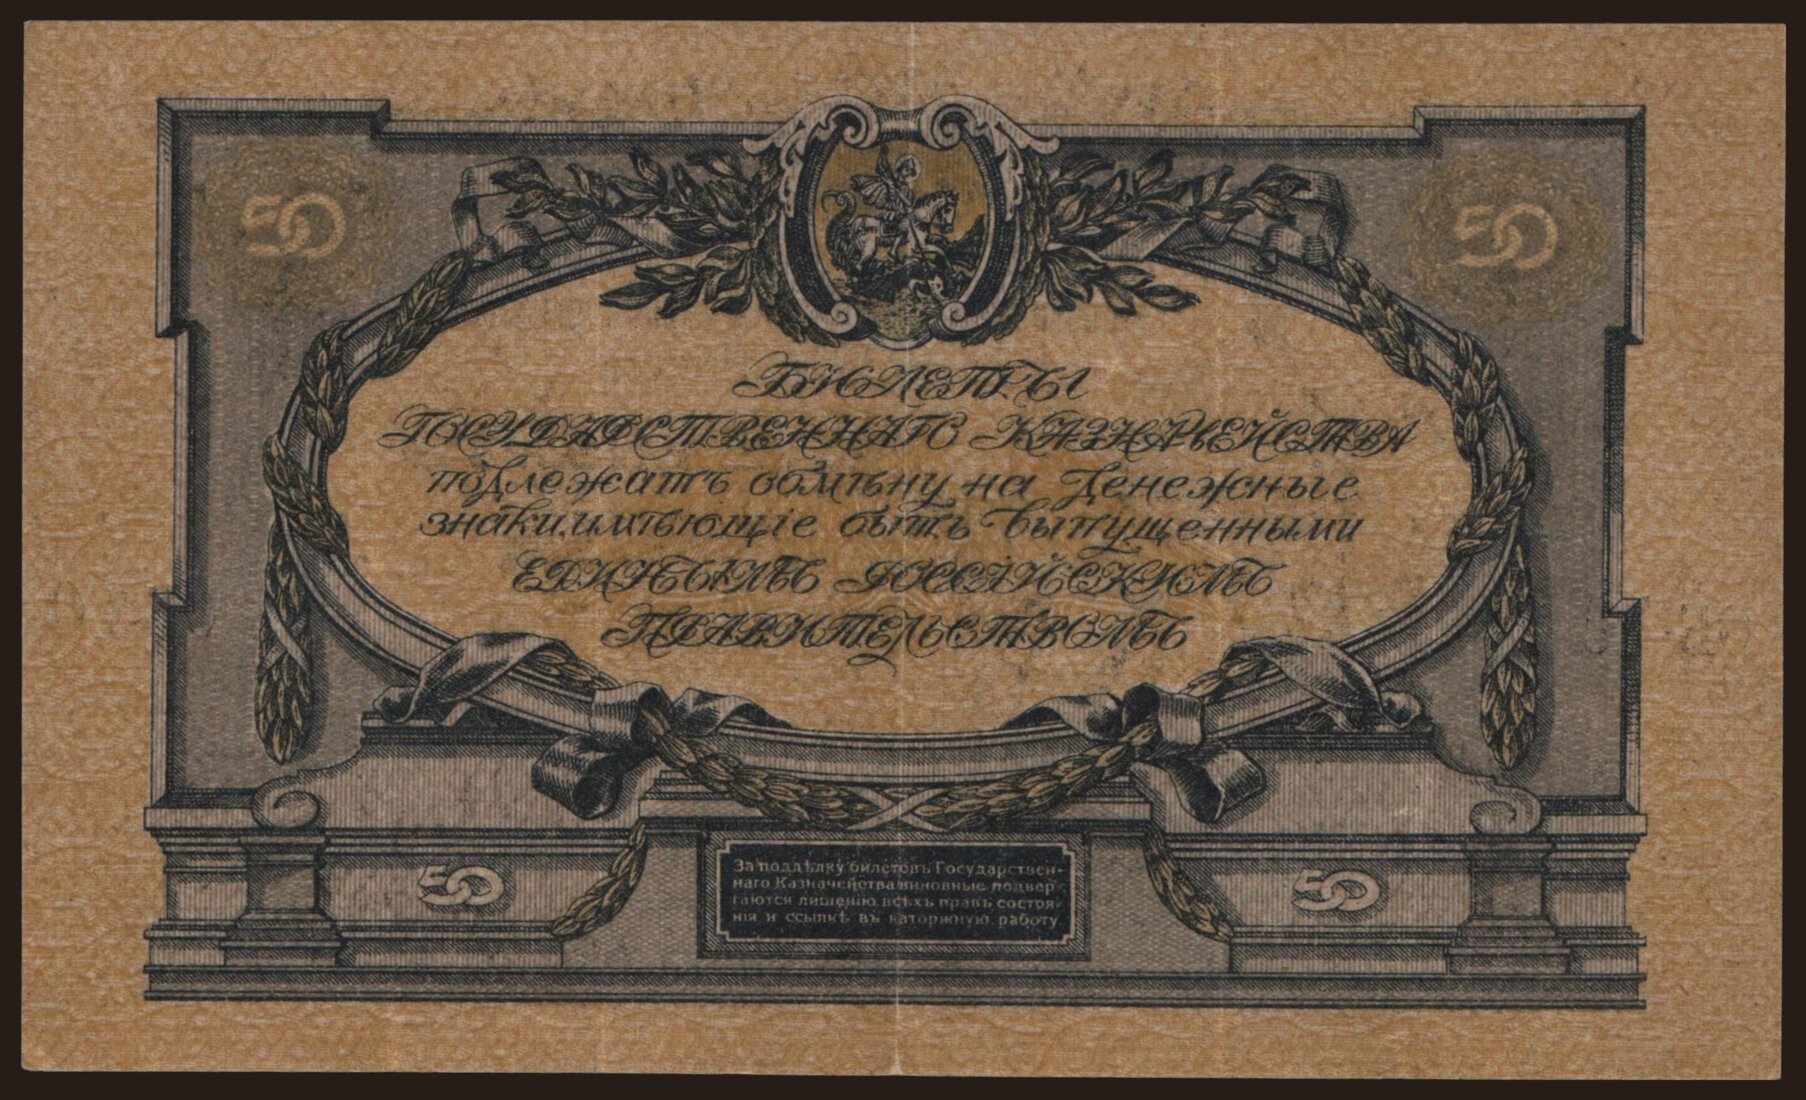 50 50
БИЛЕТЫ
ГОСУДАРСТВЕННАГО КАЗНАЧЕЙСТВА
подлежатъ обмѣну на денежные
знаки, имѣющіе быть выпущенными
ЕДИНЫМЪ РОССІЙСКИМЪ
ПРАВИТЕЛЬСТВОМЪ
50 50
За поддѣлку билетовъ Государствен-
наго Казначейства виновные подвер-
гаются лишенію всѣхъ правъ состоя-
нія и ссылкѣ въ каторжную работу.